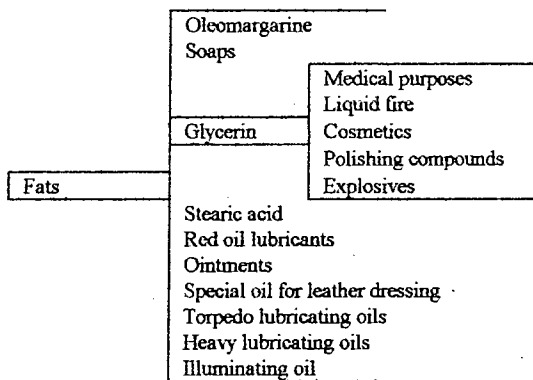 Oleomargarine
Soaps
Medical purposes
Liquid fire
Glycerin
Cosmetics
Polishing compounds
Fats
Explosives
Stearic acid
Red oil lubricants
Ointments
Special oil for leather dressing
Torpedo lubricating oils
Heavy lubricating oils
Illuminating oil